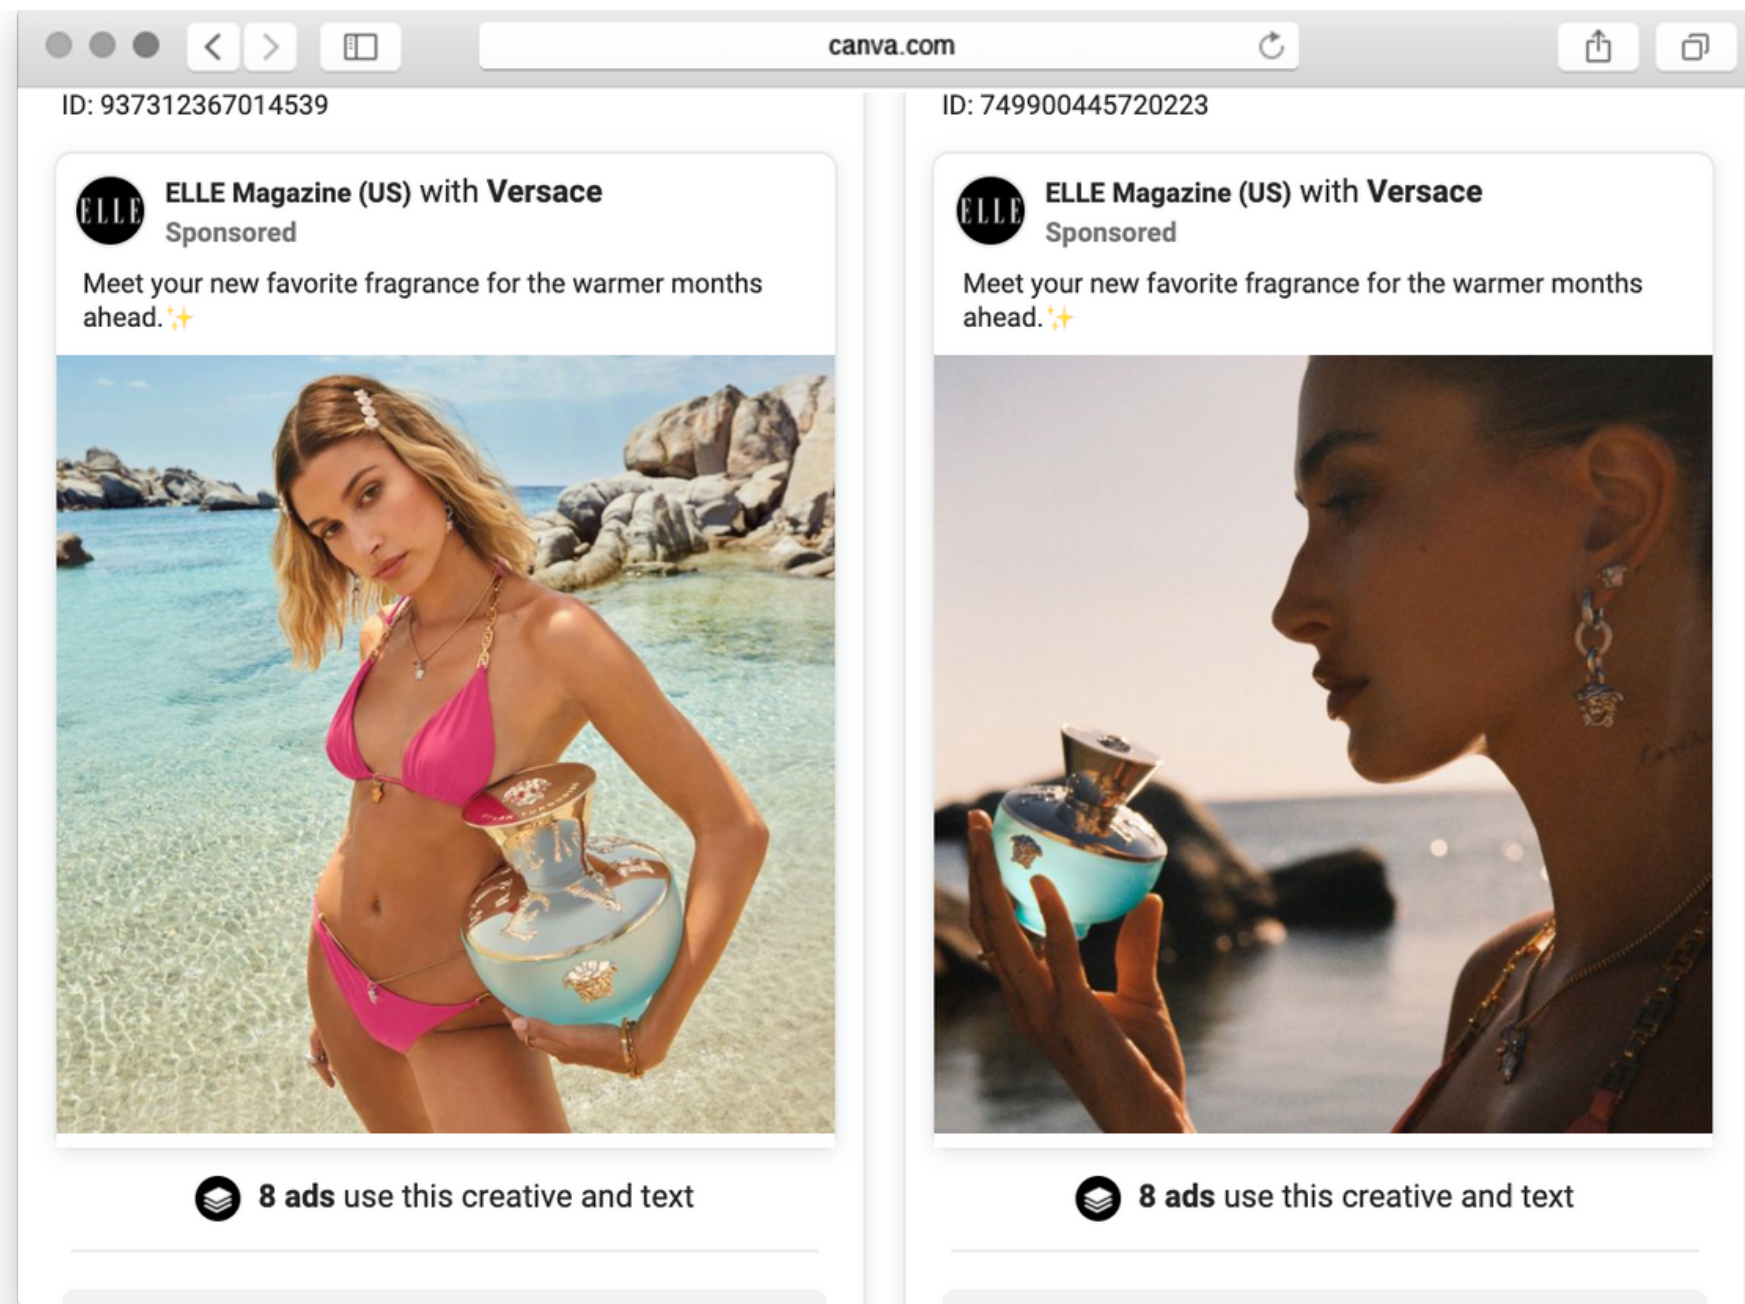 canva.com
ID: 937312367014539
ELLE
ELLE Magazine (US) with Versace
Sponsored
Meet your new favorite fragrance for the warmer months
ahead.✨
8 ads use this creative and text
ID: 749900445720223
ELLE
ELLE Magazine (US) with Versace
Sponsored
Meet your new favorite fragrance for the warmer months
ahead.✨
8 ads use this creative and text